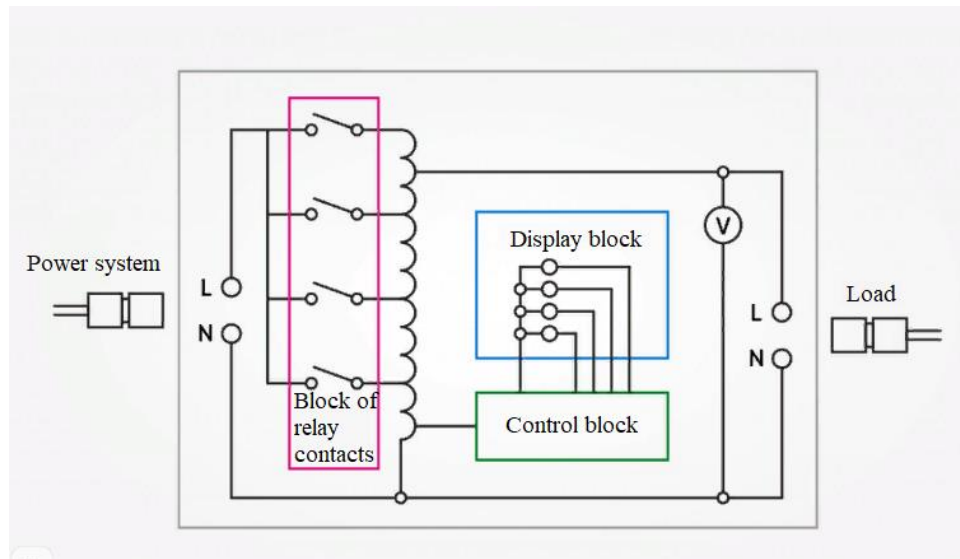 Display block
Power system
V
L
Load
L
N
N
Block of
relay
contacts
Control block